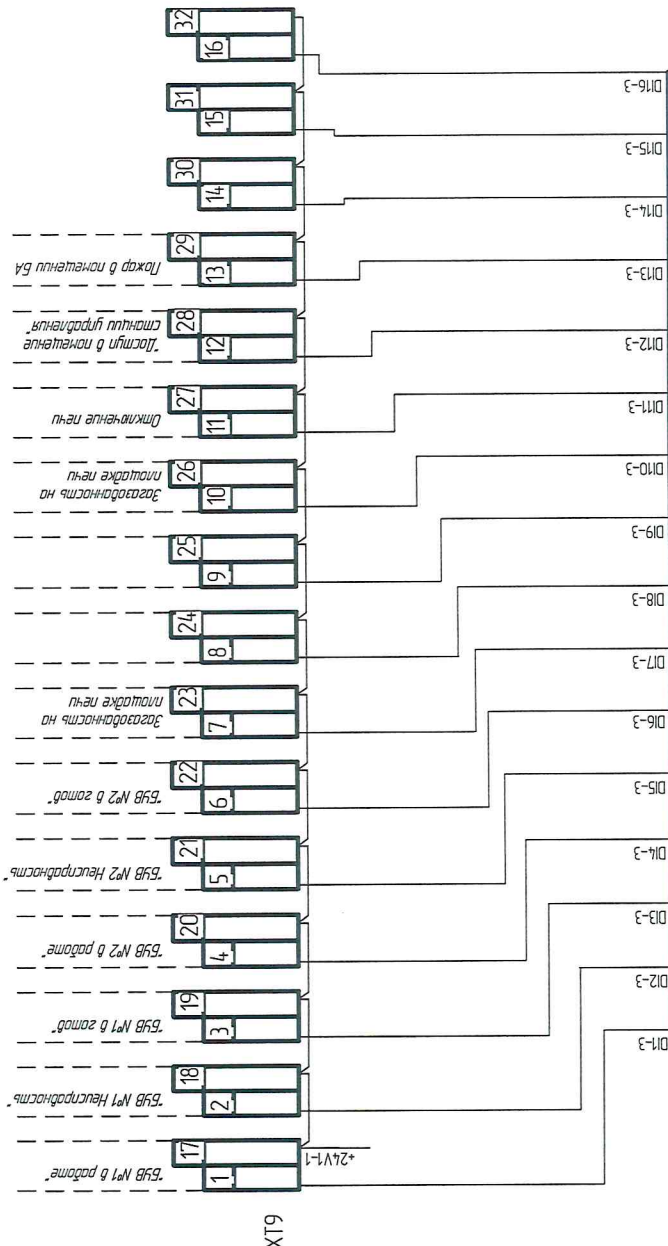 XT9
"БУВ №1 в работе"
1
17
+24V1-1
DI1-3
"БУВ №1 Неисправность"
2
18
DI2-3
"БУВ №1 в готов"
3
19
DI3-3
"БУВ №2 в работе"
4
20
DI4-3
"БУВ №2 Неисправность"
5
21
DI5-3
"БУВ №2 в готов"
6
22
DI6-3
Загазованность на
площадке печи
7
23
DI7-3
8
24
DI8-3
9
25
DI9-3
Загазованность на
площадке печи
10
26
DI10-3
Отключение печи
11
27
DI11-3
"Доступ в помещение
станции управления"
12
28
DI12-3
Пожар в помещении БА
13
29
DI13-3
14
30
DI14-3
15
31
DI15-3
16
32
DI16-3